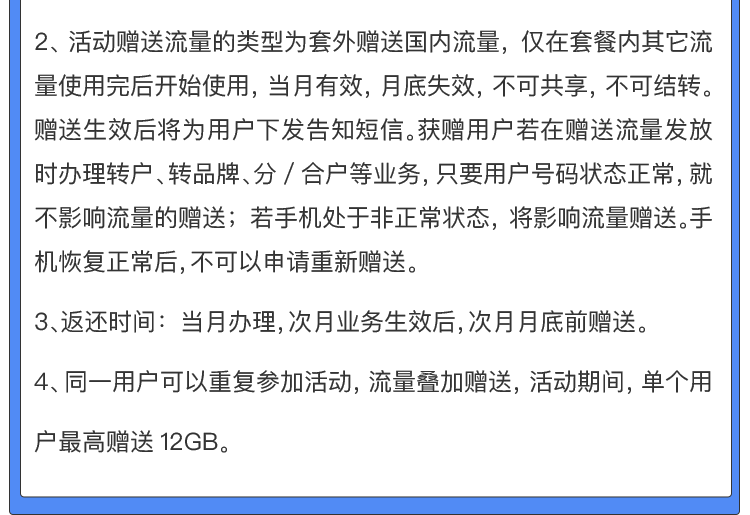 2、活动赠送流量的类型为套外赠送国内流量，仅在套餐内其它流
量使用完后开始使用，当月有效，月底失效，不可共享，不可结转。
赠送生效后将为用户下发告知短信。获赠用户若在赠送流量发放
时办理转户、转品牌、分 / 合户等业务，只要用户号码状态正常，就
不影响流量的赠送；若手机处于非正常状态，将影响流量赠送。手
机恢复正常后，不可以申请重新赠送。
3、返还时间：当月办理，次月业务生效后，次月月底前赠送。
4、同一用户可以重复参加活动，流量叠加赠送，活动期间，单个用
户最高赠送 12GB。